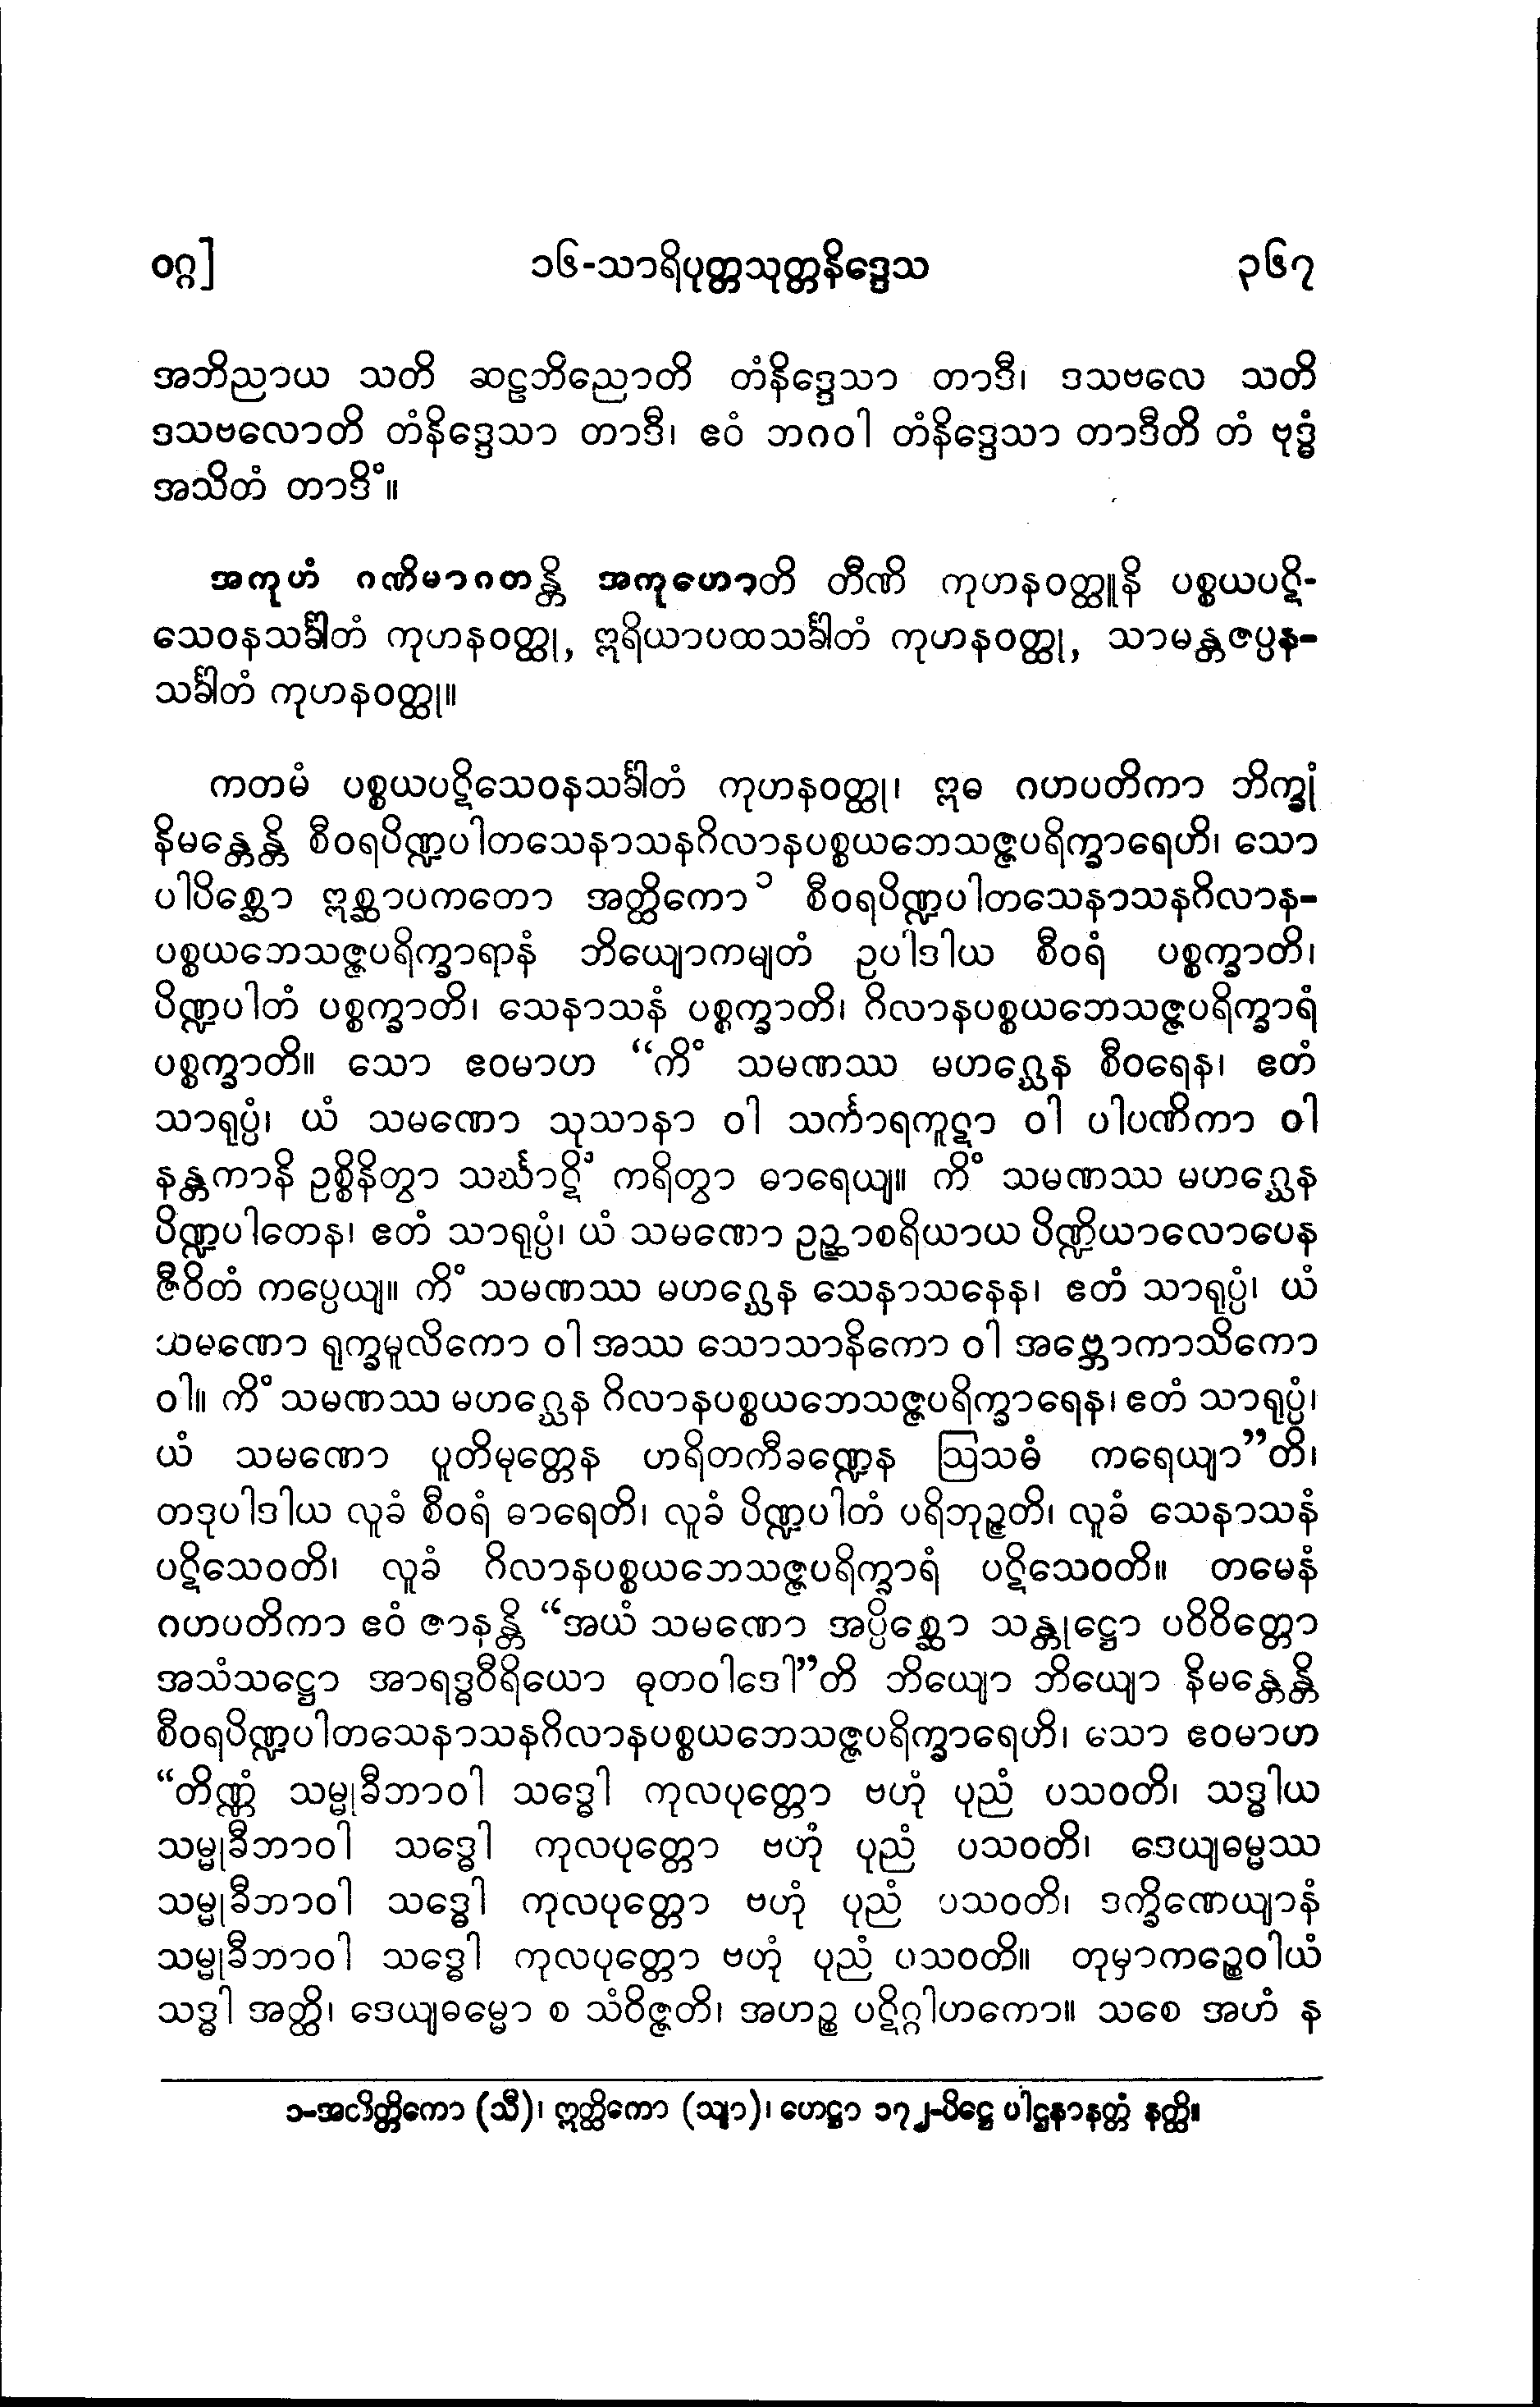 ဝဂ္ဂ]
၁၆-သာရိပုတ္တသုတ္တနိဒ္ဒေသ
၃၆၇
အဘိညာယ သတိ ဆဠဘိညောတိ တံနိဒ္ဒေသာ တာဒီ၊ ဒသဗလေ သတိ
ဒသဗလောတိ တံနိဒ္ဒေသာ တာဒီ၊ ဧဝံ ဘဂဝါ တံနိဒ္ဒေသာ တာဒီတိ တံ ဗုဒ္ဓံ
အသိတံ တာဒိံ။
အကုဟံ ဂဏိမာဂတန္တိ အကုဟောတိ တီဏိ ကုဟနဝတ္ထူနိ ပစ္စယပဋိ-
သေဝနသင်္ခါတံ ကုဟနဝတ္ထု, ဣရိယာပထသင်္ခါတံ ကုဟနဝတ္ထု, သာမန္တဇပ္ပန-
သင်္ခါတံ ကုဟနဝတ္ထု။
ကတမံ ပစ္စယပဋိသေဝနသင်္ခါတံ ကုဟနဝတ္ထု၊ ဣဓ ဂဟပတိကာ ဘိက္ခုံ
နိမန္တေန္တိ စီဝရပိဏ္ဍပါတသေနာသနဂိလာနပစ္စယဘေသဇ္ဇပရိက္ခာရေဟိ၊ သော
ပါပိစ္ဆော ဣစ္ဆာပကတော အတ္ထိကော ၁ စီဝရပိဏ္ဍပါတသေနာသနဂိလာန-
ပစ္စယဘေသဇ္ဇပရိက္ခာရာနံ ဘိယျောကမျတံ ဥပါဒါယ စီဝရံ ပစ္စက္ခာတိ၊
ပိဏ္ဍပါတံ ပစ္စက္ခာတိ၊ သေနာသနံ ပစ္စက္ခာတိ၊ ဂိလာနပစ္စယဘေသဇ္ဇပရိက္ခာရံ
ပစ္စက္ခာတိ။ သော ဧဝမာဟ “ကိံ သမဏဿ မဟဂ္ဃေန စီဝရေန၊ ဧတံ
သာရုပ္ပံ၊ ယံ သမဏော သုသာနာ ဝါ သင်္ကာရကူဋာ ဝါ ပါပဏိကာ ဝါ
နန္တကာနိ ဥစ္စိနိတွာ သင်္ဃာဋိံ ကရိတွာ ဓာရေယျ။ ကိံ သမဏဿ မဟဂ္ဃေန
ပိဏ္ဍပါတေန၊ ဧတံ သာရုပ္ပံ၊ ယံ သမဏော ဥဉ္ဆာစရိယာယ ပိဏ္ဍိယာလောပေန
ဇီဝိတံ ကပ္ပေယျ။ ကိံ သမဏဿ မဟဂ္ဃေန သေနာသနေန၊ ဧတံ သာရုပ္ပံ၊ ယံ
သမဏော ရုက္ခမူလိကော ဝါ အဿ သောသာနိကော ဝါ အဗ္ဘောကာသိကော
ဝါ။ ကိံ သမဏဿ မဟဂ္ဃေန ဂိလာနပစ္စယဘေသဇ္ဇပရိက္ခာရေန၊ ဧတံ သာရုပ္ပံ၊
ယံ သမဏော ပူတိမုတ္တေန ဟရိတကီခဏ္ဍေန ဩသဓံ ကရေယျာ”တိ၊
တဒုပါဒါယ လူခံ စီဝရံ ဓာရေတိ၊ လူခံ ပိဏ္ဍပါတံ ပရိဘုဉ္ဇတိ၊ လူခံ သေနာသနံ
ပဋိသေဝတိ၊ လူခံ ဂိလာနပစ္စယဘေသဇ္ဇပရိက္ခာရံ ပဋိသေဝတိ။ တမေနံ
ဂဟပတိကာ ဧဝံ ဇာနန္တိ “အယံ သမဏော အပ္ပိစ္ဆော သန္တုဋ္ဌော ပဝိဝိတ္တော
အသံသဋ္ဌော အာရဒ္ဓဝီရိယော ဓုတဝါဒေါ”တိ ဘိယျော ဘိယျော နိမန္တေန္တိ
စီဝရပိဏ္ဍပါတသေနာသနဂိလာနပစ္စယဘေသဇ္ဇပရိက္ခာရေဟိ၊ သော ဧဝမာဟ
“တိဏ္ဏံ သမ္မုခီဘာဝါ သဒ္ဓေါ ကုလပုတ္တော ဗဟုံ ပုညံ ပသဝတိ၊ သဒ္ဓါယ
သမ္မုခီဘာဝါ သဒ္ဓေါ ကုလပုတ္တော ဗဟုံ ပုညံ ပသဝတိ၊ ဒေယျဓမ္မဿ
သမ္မုခီဘာဝါ သဒ္ဓေါ ကုလပုတ္တော ဗဟုံ ပုညံ ပသဝတိ၊ ဒက္ခိဏေယျာနံ
သမ္မုခီဘာဝါ သဒ္ဓေါ ကုလပုတ္တော ဗဟုံ ပုညံ ပသဝတိ။ တုမှာကဉ္စေဝါယံ
သဒ္ဓါ အတ္ထိ၊ ဒေယျဓမ္မော စ သံဝိဇ္ဇတိ၊ အဟဉ္စ ပဋိဂ္ဂါဟကော။ သစေ အဟံ န
၁-(သီ)၊ ဣတ္ထိကော (သျာ)၊ ဟေဋ္ဌာ ၁၇၂-ပိဋ္ဌေ ပါဌနာနတ္တံ နတ္ထိ။